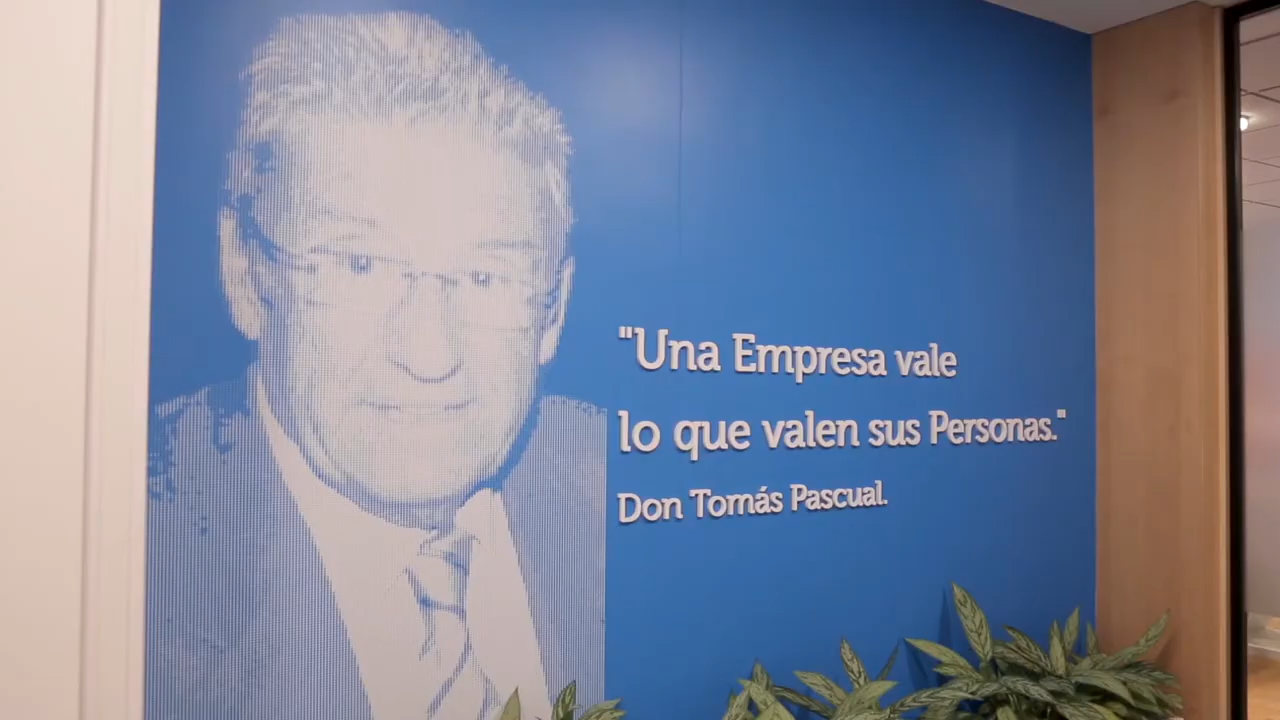 "Una Empresa vale
lo que valen sus Personas."
Don Tomás Pascual.